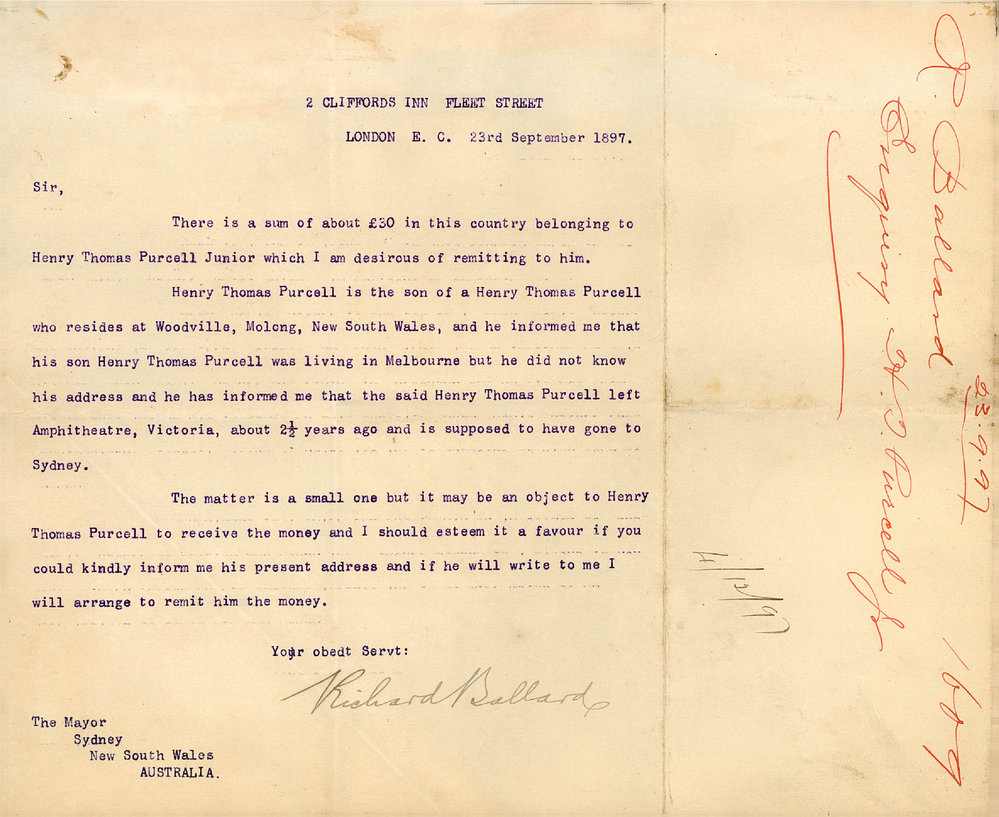 2 CLIFFORDS INN FLEET STREET
LONDON E. C. 23rd September 1897.
Sir,
There is a sum of about £30 in this country belonging to
Henry Thomas Purcell Junior which I am desirous of remitting to him.
Henry Thomas Purcell is the son of a Henry Thomas Purcell
who resides at Woodville, Molong, New South Wales, and he informed me that
his son Henry Thomas Purcell was living in Melbourne but he did not know
his address and he has informed me that the said Henry Thomas Purcell left
Amphitheatre, Victoria, about 2½ years ago and is supposed to have gone to
Sydney.
The matter is a small one but it may be an object to Henry
Thomas Purcell to receive the money and I should esteem it a favour if you
could kindly inform me his present address and if he will write to me I
will arrange to remit him the money.
Your obedt Servt:
Richard Ballard
The Mayor
Sydney
New South Wales
AUSTRALIA.
R. Ballard
23.9.97
Enquiry. H. T. Purcell Jr
1609
4/12/97